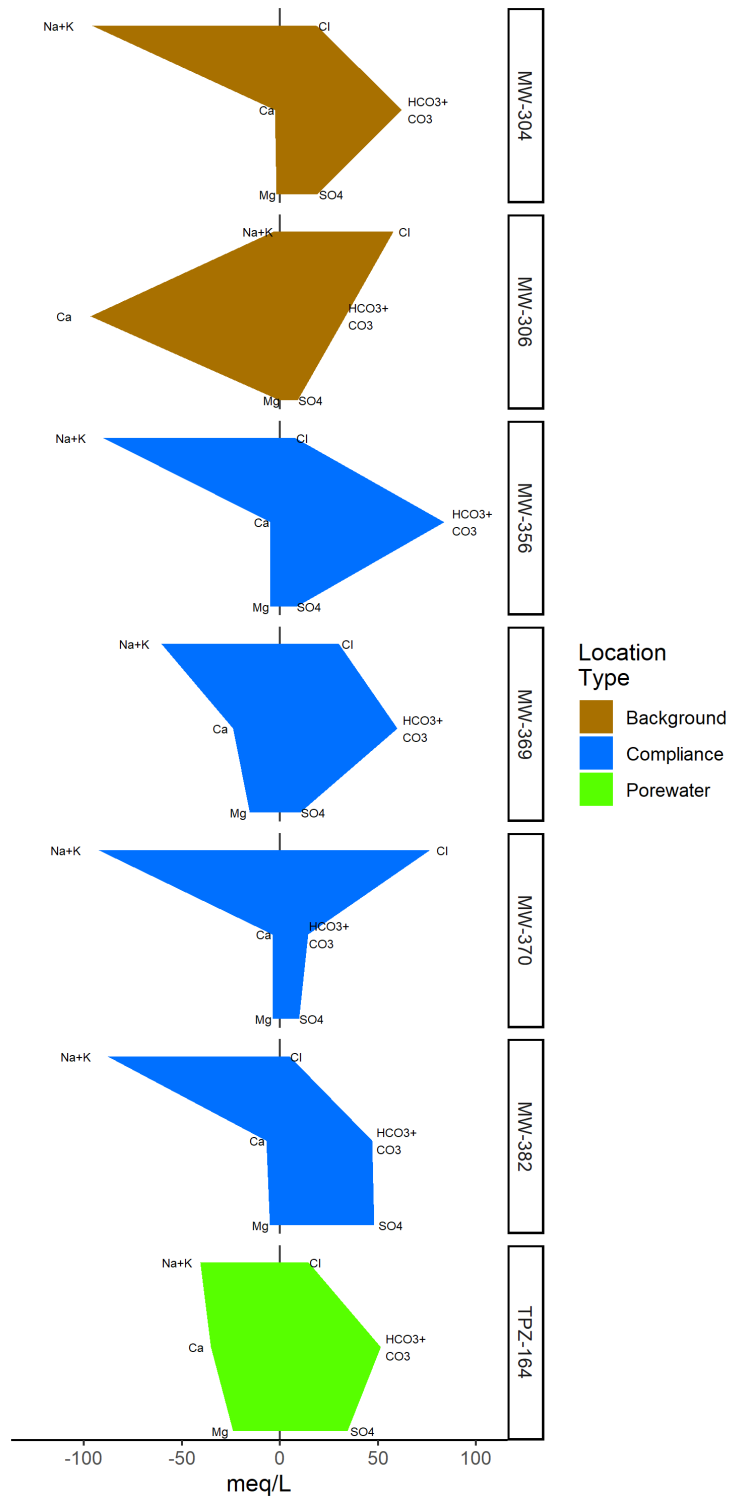 Na+K
Cl
HCO3+
CO3
Ca
Mg
SO4
MW-304
Na+K
Cl
HCO3+
CO3
Ca
Mg
SO4
MW-306
Na+K
Cl
HCO3+
CO3
Ca
Mg
SO4
MW-356
Na+K
Cl
HCO3+
CO3
Ca
Mg
SO4
MW-369
Na+K
Cl
HCO3+
CO3
Ca
Mg
SO4
MW-370
Na+K
Cl
HCO3+
CO3
Ca
Mg
SO4
MW-382
Na+K
Cl
HCO3+
CO3
Ca
Mg
SO4
TPZ-164
-100 -50 0 50 100
meq/L
Location
Type
Background
Compliance
Porewater